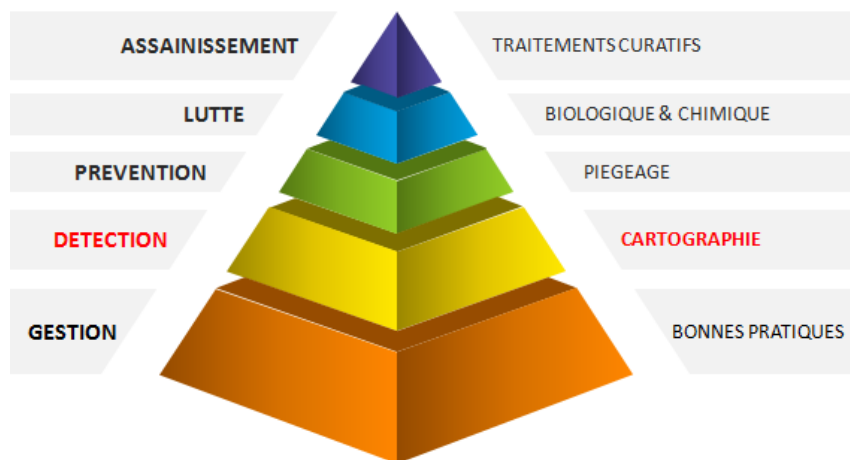 ASSAINISSEMENT TRAITEMENTS CURATIFS
LUTTE BIOLOGIQUE & CHIMIQUE
PREVENTION PIEGEAGE
DETECTION CARTOGRAPHIE
GESTION BONNES PRATIQUES